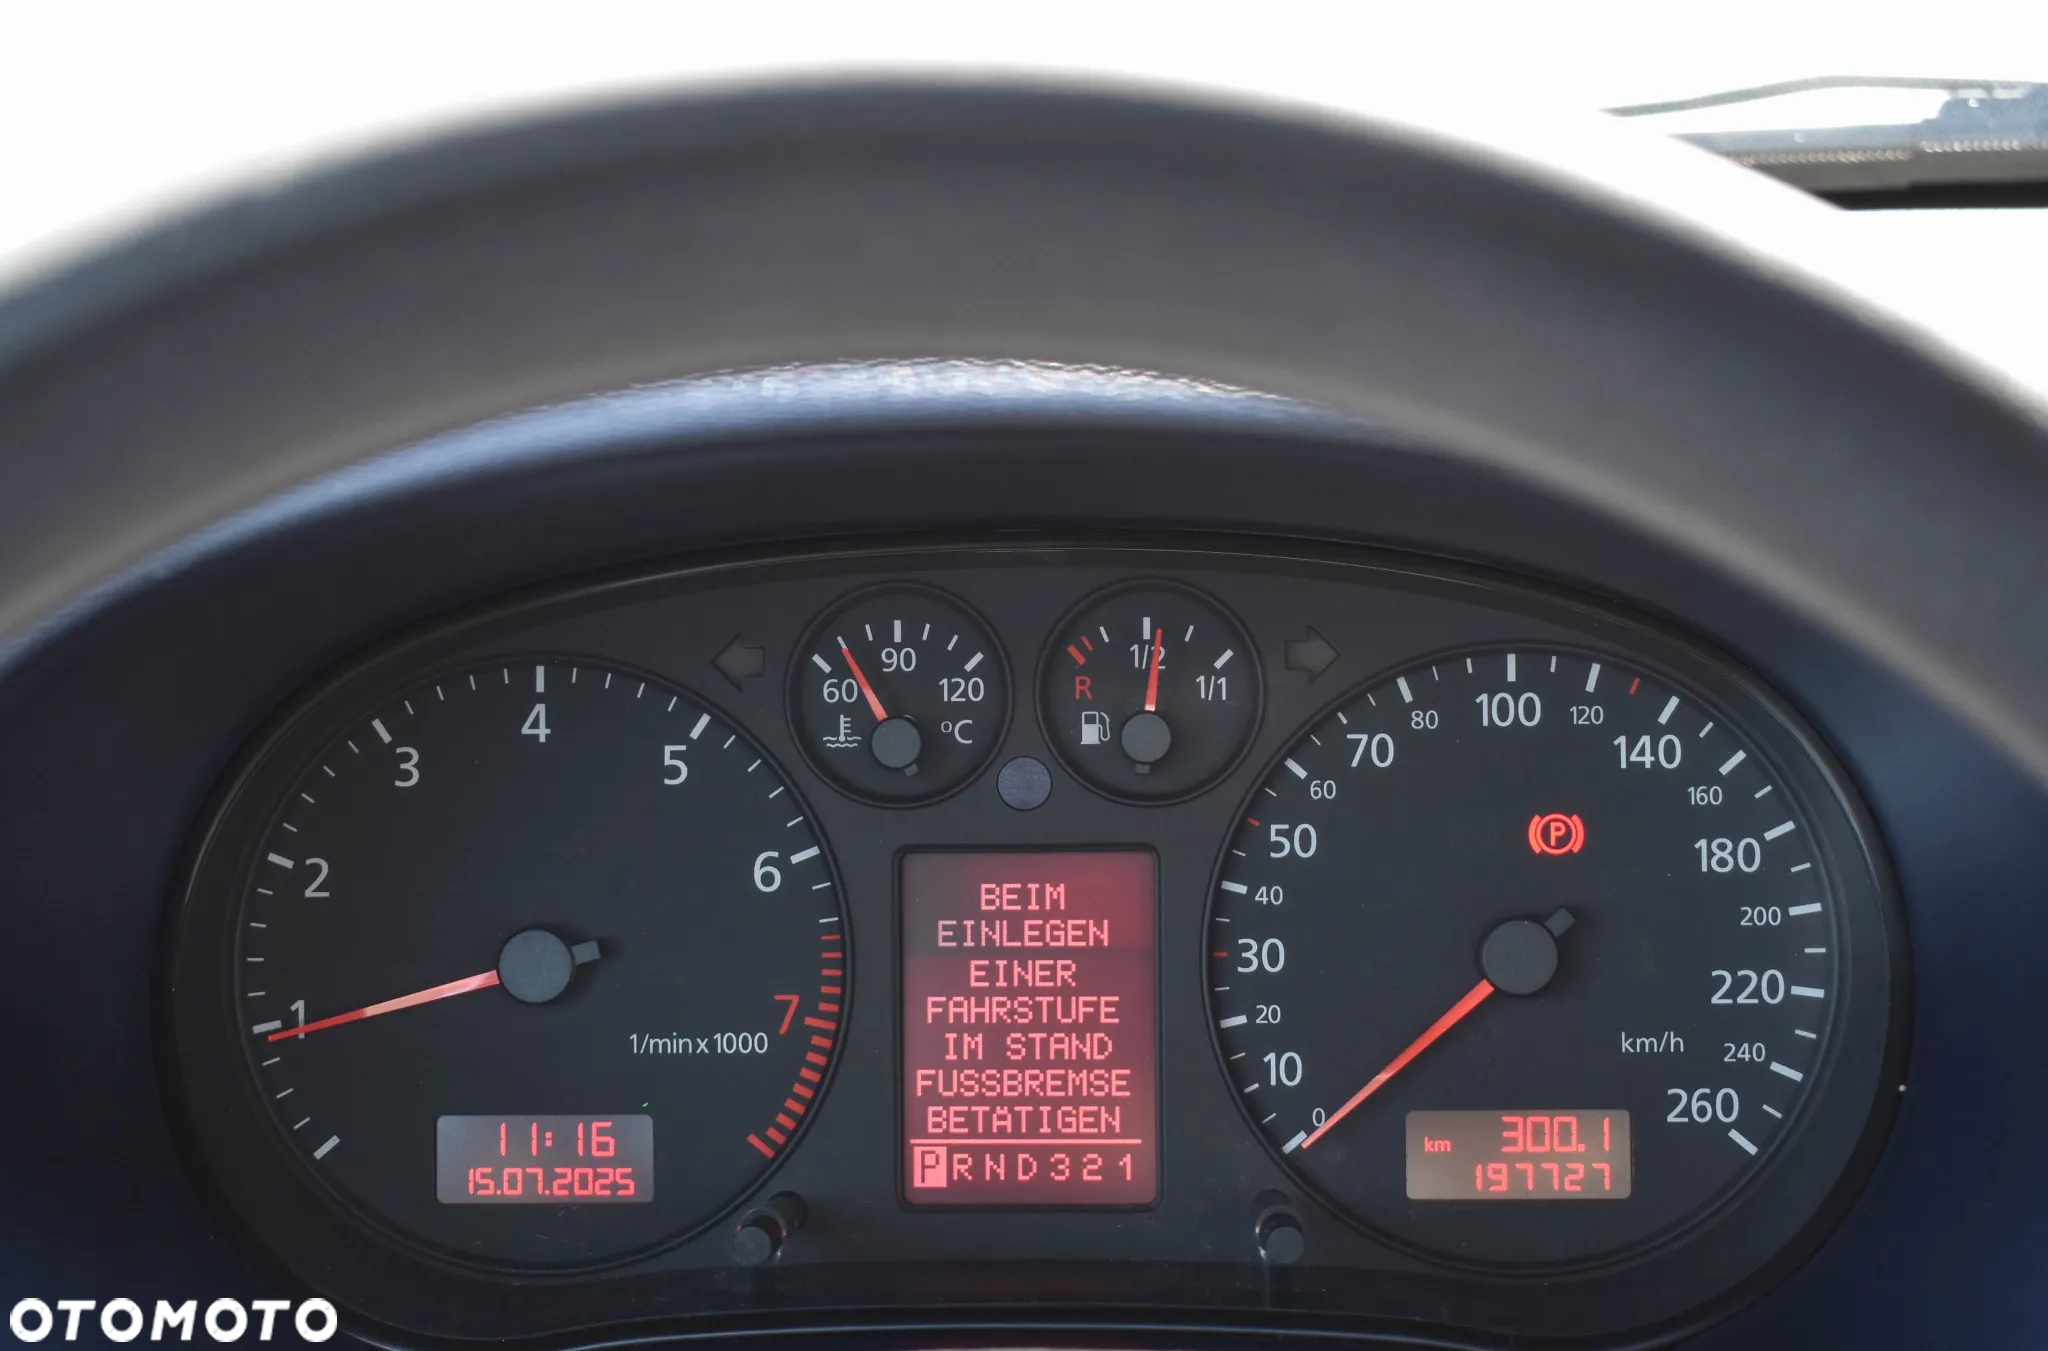 1
2
3
4
5
6
7
1/min x 1000
11:16
15.07.2025
60
90
120
°C
R
1/2
1/1
BEIM
EINLEGEN
EINER
FAHRSTUFE
IM STAND
FUSSBREMSE
BETÄTIGEN
P R N D 3 2 1
0
10
20
30
40
50
60
70
80
100
120
140
160
180
200
220
240
260
km/h
(P)
km 300.1
197727
OTOMOTO